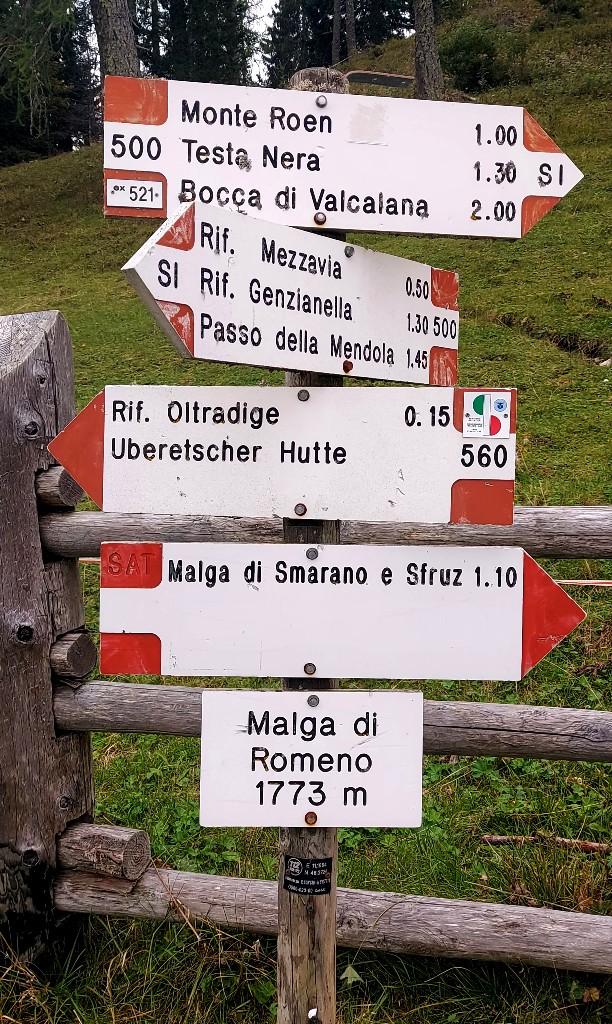 Monte Roen 1.00
500 Testa Nera 1.30 SI
ex 521 Bocca di Valcalana 2.00
Rif. Mezzavia 0.50
SI Rif. Genzianella 1.30 500
Passo della Mendola 1.45
Rif. Oltradige 0.15
Uberetscher Hutte 560
SAT Malga di Smarano e Sfruz 1.10
Malga di
Romeno
1773 m